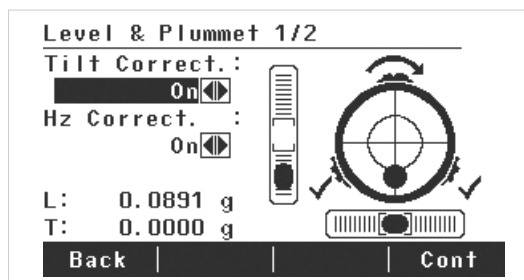 Level & Plummet 1/2
Tilt Correct.:
On
Hz Correct. :
On
L: 0.0891 g
T: 0.0000 g
Back Cont